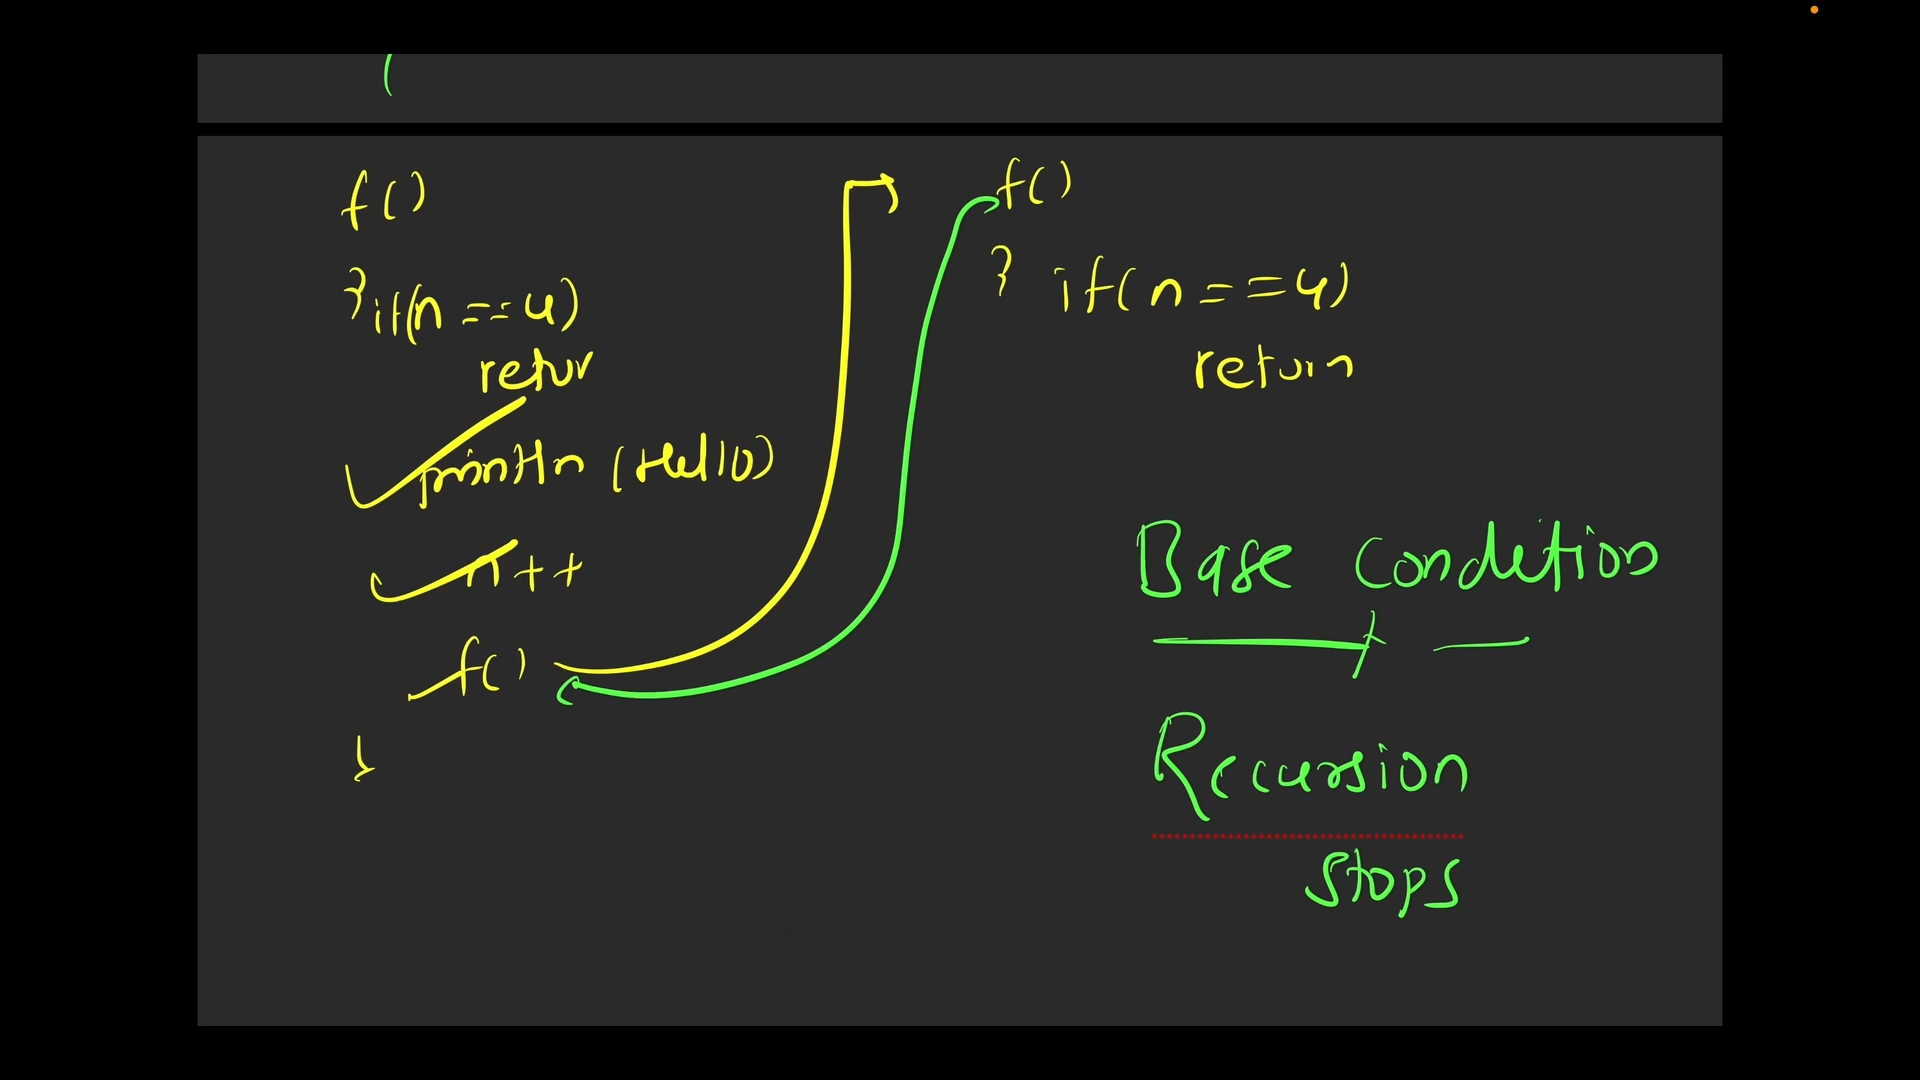 f()
{ if(n == 4)
retur
println (Hello)
n++
f()
}
f()
{ if(n == 4)
return
Base Condition
Recursion
Stops